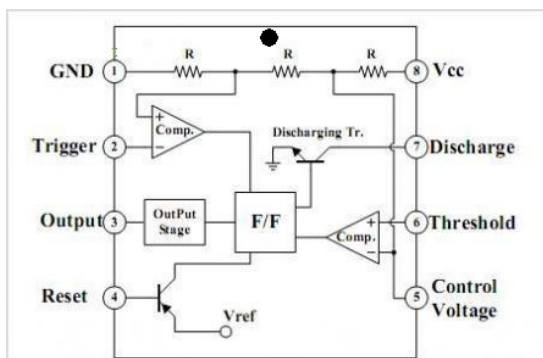 R R R
GND 1 8 Vcc
+
Comp.
Trigger 2 −
Discharging Tr.
7 Discharge
Output 3 OutPut
Stage
F/F
+
Comp.
−
6 Threshold
Reset 4
Vref
5 Control
Voltage